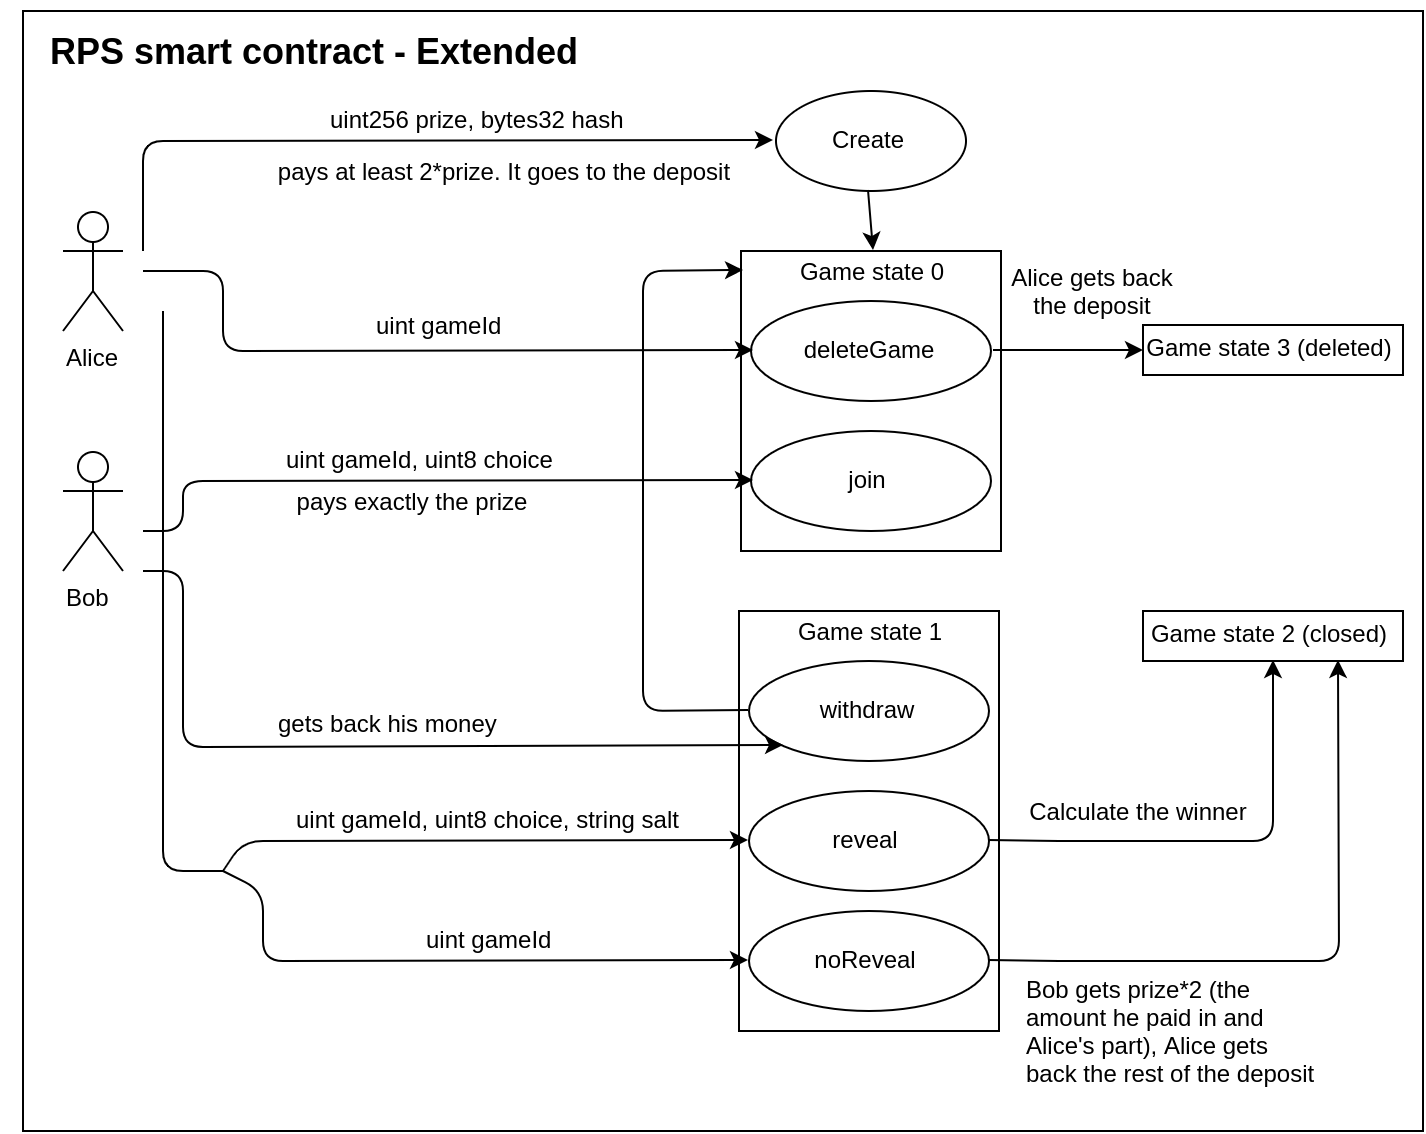 RPS smart contract - Extended
uint256 prize, bytes32 hash
Create
pays at least 2*prize. It goes to the deposit
Game state 0
Alice gets back
the deposit
uint gameId
deleteGame
Game state 3 (deleted)
Alice
uint gameId, uint8 choice
join
pays exactly the prize
Bob
Game state 1
Game state 2 (closed)
withdraw
gets back his money
Calculate the winner
uint gameId, uint8 choice, string salt
reveal
uint gameId
noReveal
Bob gets prize*2 (the
amount he paid in and
Alice's part), Alice gets
back the rest of the deposit